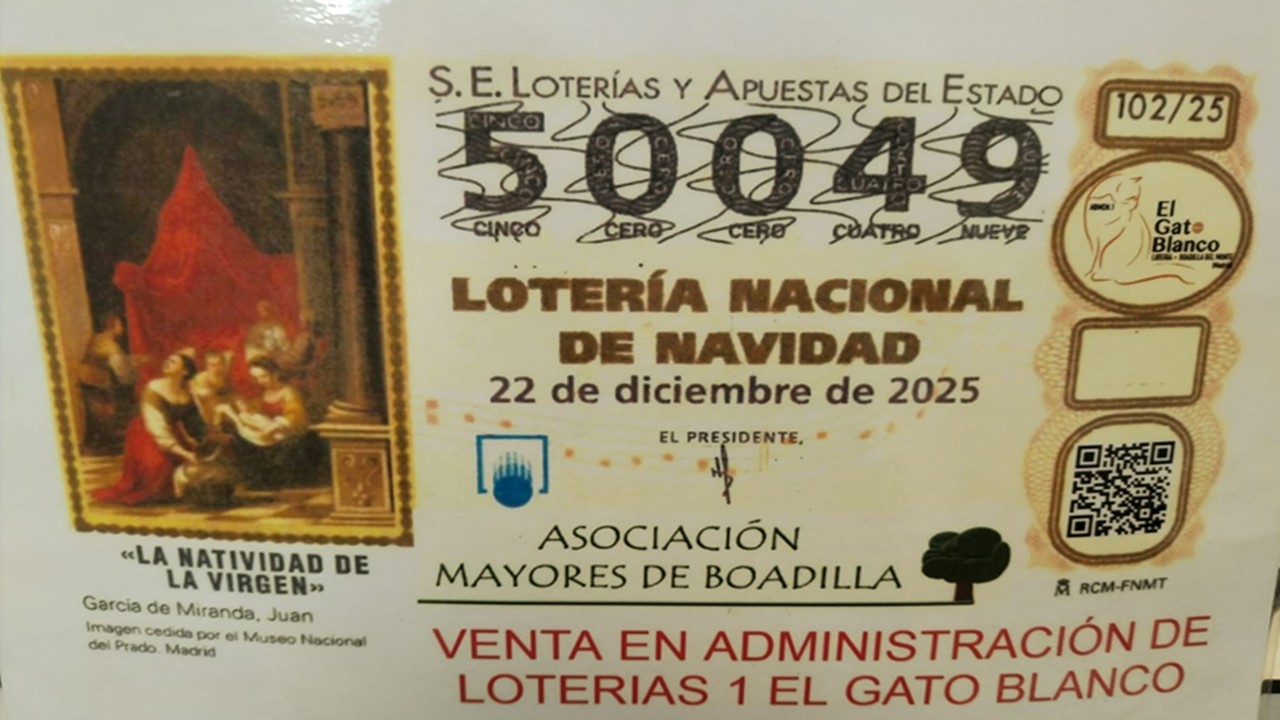 S.E. LOTERÍAS Y APUESTAS DEL ESTADO
102/25
50049
CINCO CERO CERO CUATRO NUEVE
El
Gato
Blanco
LOTERÍA NACIONAL
DE NAVIDAD
22 de diciembre de 2025
EL PRESIDENTE,
ASOCIACIÓN
MAYORES DE BOADILLA
RCM-FNMT
«LA NATIVIDAD DE
LA VIRGEN»
García de Miranda, Juan
Imagen cedida por el Museo Nacional
del Prado. Madrid
VENTA EN ADMINISTRACIÓN DE
LOTERIAS 1 EL GATO BLANCO